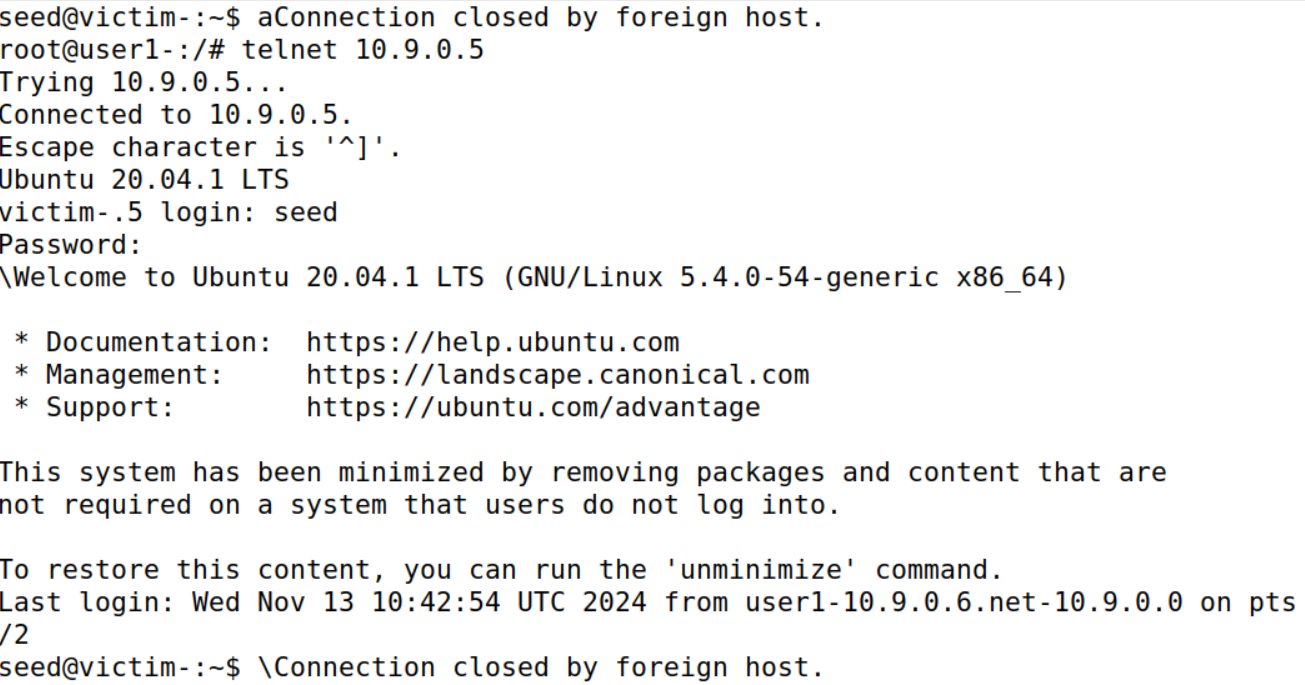 seed@victim-:~$ aConnection closed by foreign host.
root@user1-:/# telnet 10.9.0.5
Trying 10.9.0.5...
Connected to 10.9.0.5.
Escape character is '^]'.
Ubuntu 20.04.1 LTS
victim-.5 login: seed
Password:
\Welcome to Ubuntu 20.04.1 LTS (GNU/Linux 5.4.0-54-generic x86_64)

 * Documentation:  https://help.ubuntu.com
 * Management:     https://landscape.canonical.com
 * Support:        https://ubuntu.com/advantage

This system has been minimized by removing packages and content that are
not required on a system that users do not log into.

To restore this content, you can run the 'unminimize' command.
Last login: Wed Nov 13 10:42:54 UTC 2024 from user1-10.9.0.6.net-10.9.0.0 on pts
/2
seed@victim-:~$ \Connection closed by foreign host.